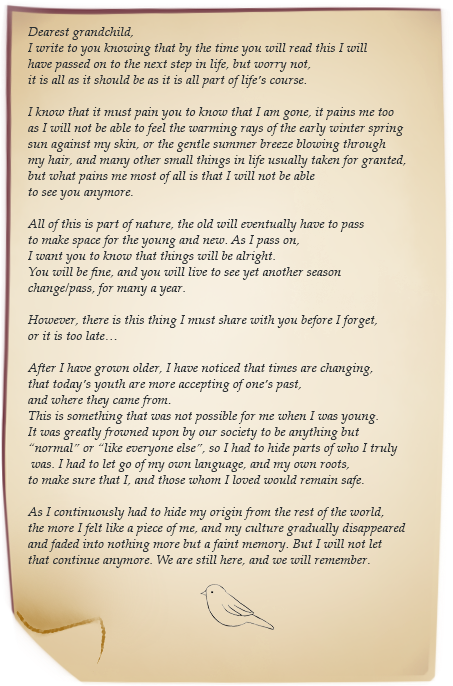 Dearest grandchild,
I write to you knowing that by the time you will read this I will
have passed on to the next step in life, but worry not,
it is all as it should be as it is all part of life's course.
I know that it must pain you to know that I am gone, it pains me too
as I will not be able to feel the warming rays of the early winter spring
sun against my skin, or the gentle summer breeze blowing through
my hair, and many other small things in life usually taken for granted,
but what pains me most of all is that I will not be able
to see you anymore.
All of this is part of nature, the old will eventually have to pass
to make space for the young and new. As I pass on,
I want you to know that things will be alright.
You will be fine, and you will live to see yet another season
change/pass, for many a year.
However, there is this thing I must share with you before I forget,
or it is too late...
After I have grown older, I have noticed that times are changing,
that today's youth are more accepting of one's past,
and where they came from.
This is something that was not possible for me when I was young.
It was greatly frowned upon by our society to be anything but
“normal” or “like everyone else”, so I had to hide parts of who I truly
was. I had to let go of my own language, and my own roots,
to make sure that I, and those whom I loved would remain safe.
As I continuously had to hide my origin from the rest of the world,
the more I felt like a piece of me, and my culture gradually disappeared
and faded into nothing more but a faint memory. But I will not let
that continue anymore. We are still here, and we will remember.